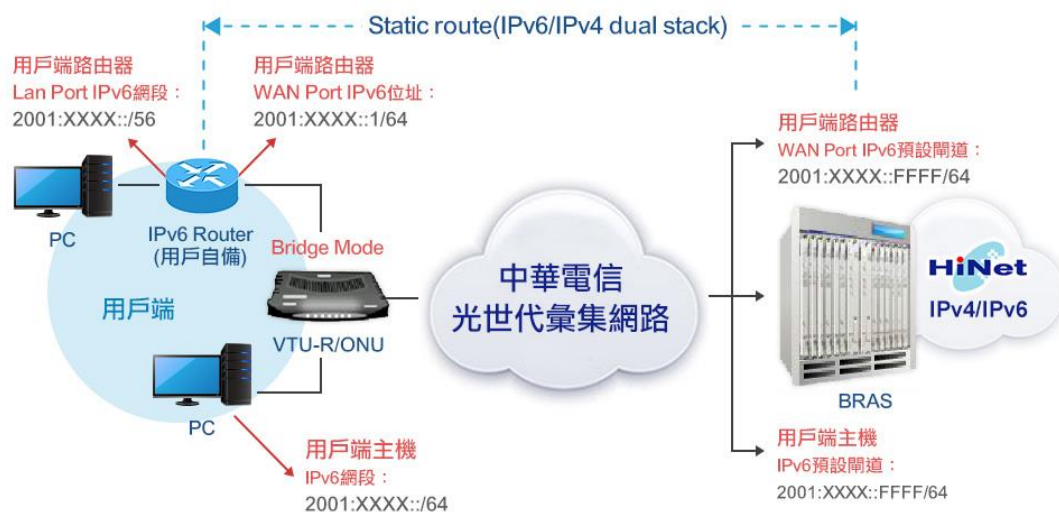 Static route(IPv6/IPv4 dual stack)
用戶端路由器
Lan Port IPv6網段：
2001:XXXX::/56
用戶端路由器
WAN Port IPv6位址：
2001:XXXX::1/64
PC
IPv6 Router
(用戶自備)
Bridge Mode
用戶端
VTU-R/ONU
PC
用戶端主機
IPv6網段：
2001:XXXX::/64
中華電信
光世代彙集網路
用戶端路由器
WAN Port IPv6預設閘道：
2001:XXXX::FFFF/64
HiNet
IPv4/IPv6
BRAS
用戶端主機
IPv6預設閘道：
2001:XXXX::FFFF/64